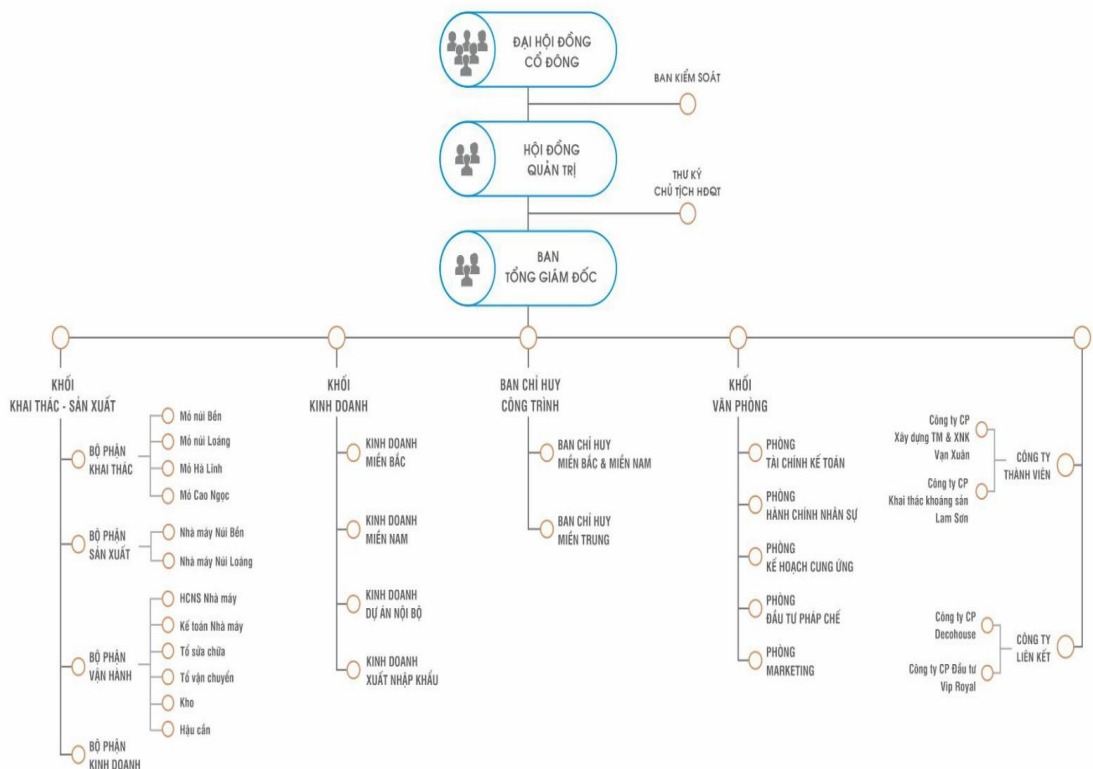 ĐẠI HỘI ĐỒNG
CỔ ĐÔNG
BAN KIỂM SOÁT
HỘI ĐỒNG
QUẢN TRỊ
THƯ KÝ
CHỦ TỊCH HĐQT
BAN
TỔNG GIÁM ĐỐC
KHỐI
KHAI THÁC - SẢN XUẤT
BỘ PHẬN
KHAI THÁC
Mỏ núi Bền
Mỏ núi Loáng
Mỏ Hà Linh
Mỏ Cao Ngọc
BỘ PHẬN
SẢN XUẤT
Nhà máy Núi Bền
Nhà máy Núi Loáng
BỘ PHẬN
VẬN HÀNH
HCNS Nhà máy
Kế toán Nhà máy
Tổ sửa chữa
Tổ vận chuyển
Kho
Hậu cần
BỘ PHẬN
KINH DOANH
KHỐI
KINH DOANH
KINH DOANH
MIỀN BẮC
KINH DOANH
MIỀN NAM
KINH DOANH
DỰ ÁN NỘI BỘ
KINH DOANH
XUẤT NHẬP KHẨU
BAN CHỈ HUY
CÔNG TRÌNH
BAN CHỈ HUY
MIỀN BẮC & MIỀN NAM
BAN CHỈ HUY
MIỀN TRUNG
KHỐI
VĂN PHÒNG
PHÒNG
TÀI CHÍNH KẾ TOÁN
PHÒNG
HÀNH CHÍNH NHÂN SỰ
PHÒNG
KẾ HOẠCH CUNG ỨNG
PHÒNG
ĐẦU TƯ PHÁP CHẾ
PHÒNG
MARKETING
CÔNG TY
THÀNH VIÊN
Công ty CP
Xây dựng TM & XNK
Vạn Xuân
Công ty CP
Khai thác khoáng sản
Lam Sơn
CÔNG TY
LIÊN KẾT
Công ty CP
Decohouse
Công ty CP Đầu tư
Vip Royal